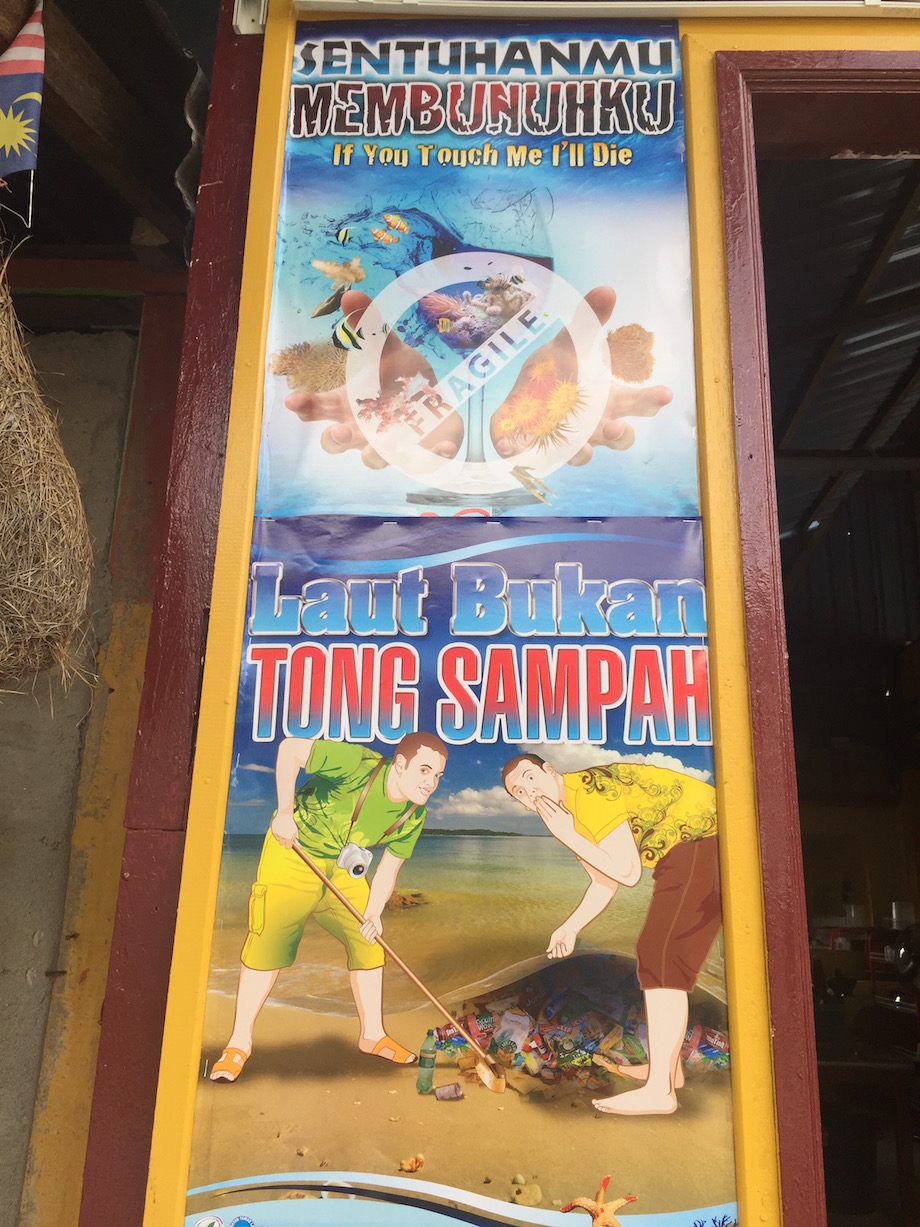 SENTUHANMU
MEMBUNUHKU
If You Touch Me I'll Die
FRAGILE
Laut Bukan
TONG SAMPAH